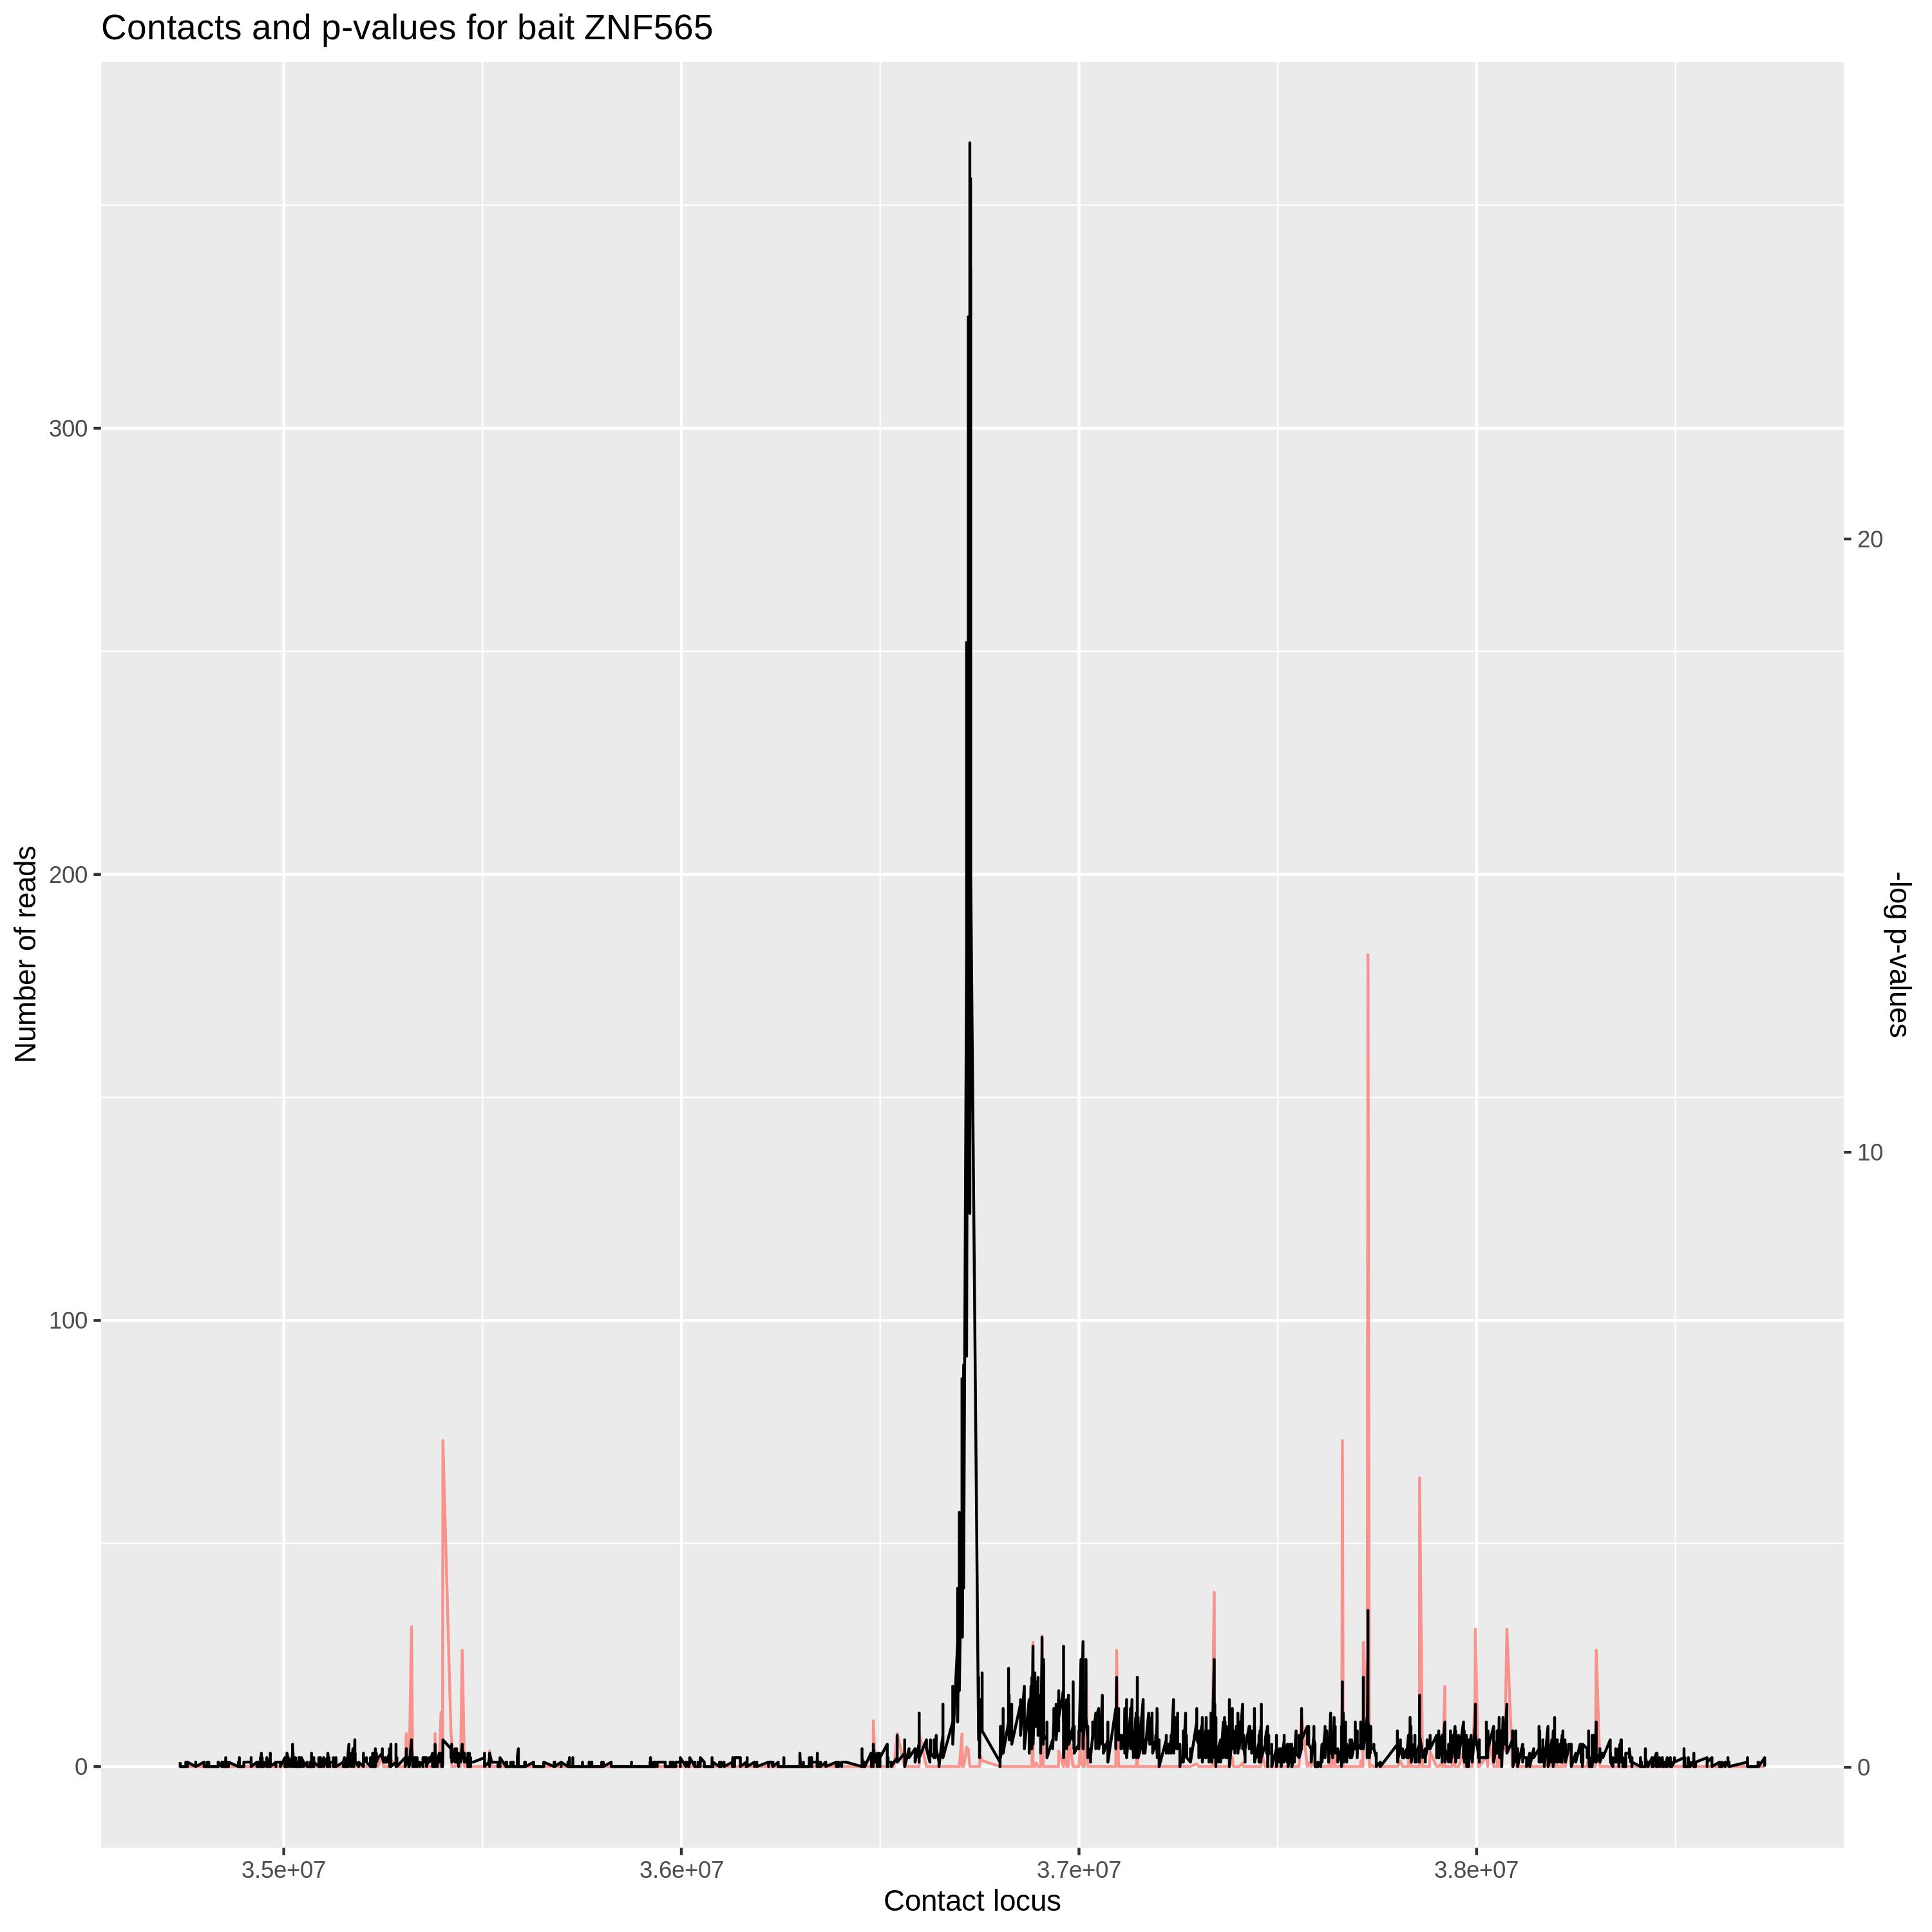 Contacts and p-values for bait ZNF565
300
200
100
0
Number of reads
20
10
0
-log p-values
3.5e+07
3.6e+07
3.7e+07
3.8e+07
Contact locus